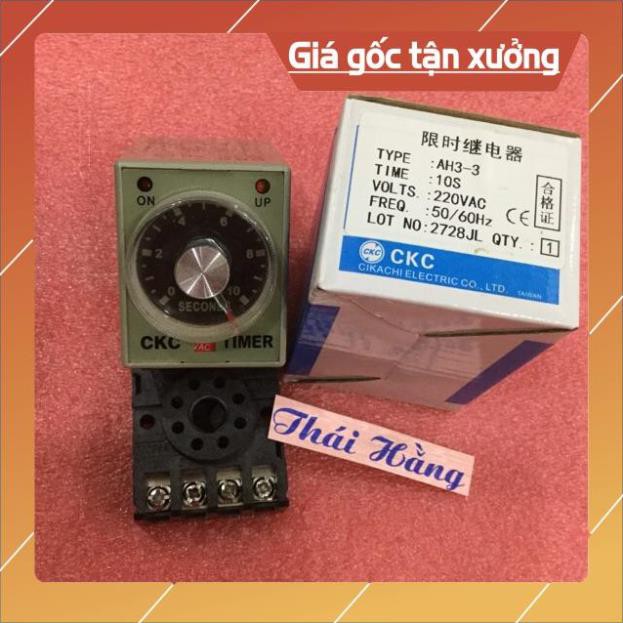 Giá gốc tận xưởng
限时继电器
TYPE :AH3-3
TIME :10S
VOLTS :220VAC
FREQ. :50/60Hz
LOT NO:2728JL QTY.: 1
CE
合格证
CKC
CIKACHI ELECTRIC CO., LTD.
TAIWAN
ON UP
0 2 4 6 8 10
SECONDS
CKC VAC TIMER
Thái Hằng